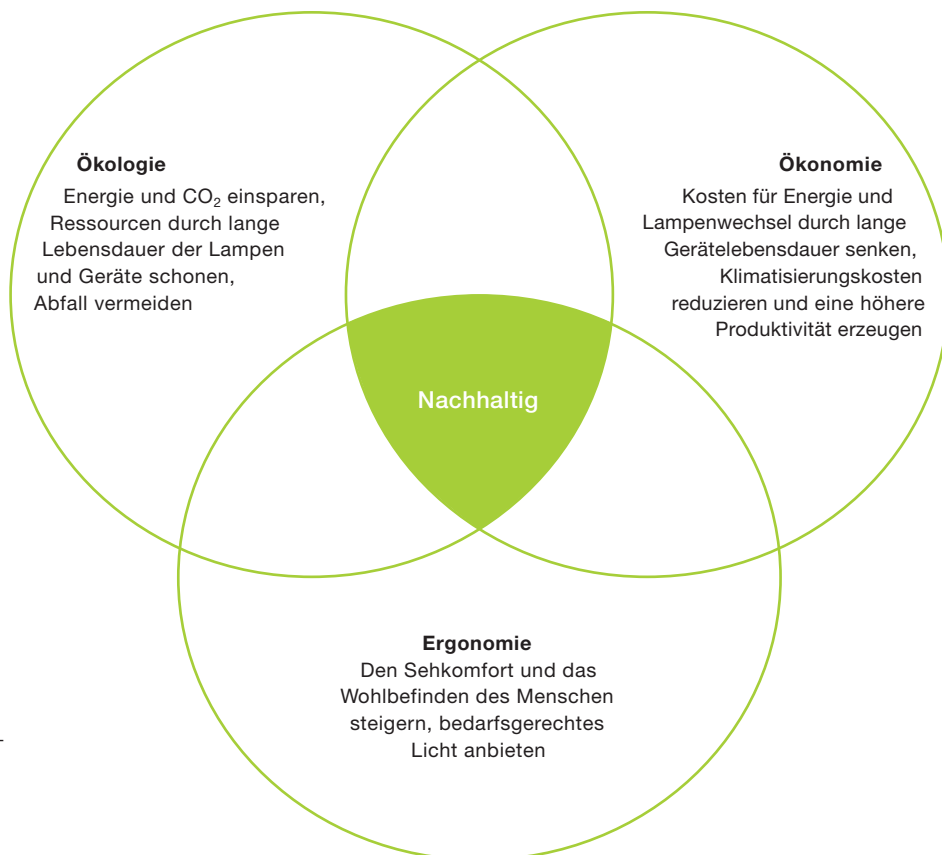 Ökologie
Energie und CO₂ einsparen,
Ressourcen durch lange
Lebensdauer der Lampen
und Geräte schonen,
Abfall vermeiden
Ökonomie
Kosten für Energie und
Lampenwechsel durch lange
Gerätelebensdauer senken,
Klimatisierungskosten
reduzieren und eine höhere
Produktivität erzeugen
Nachhaltig
Ergonomie
Den Sehkomfort und das
Wohlbefinden des Menschen
steigern, bedarfsgerechtes
Licht anbieten
-